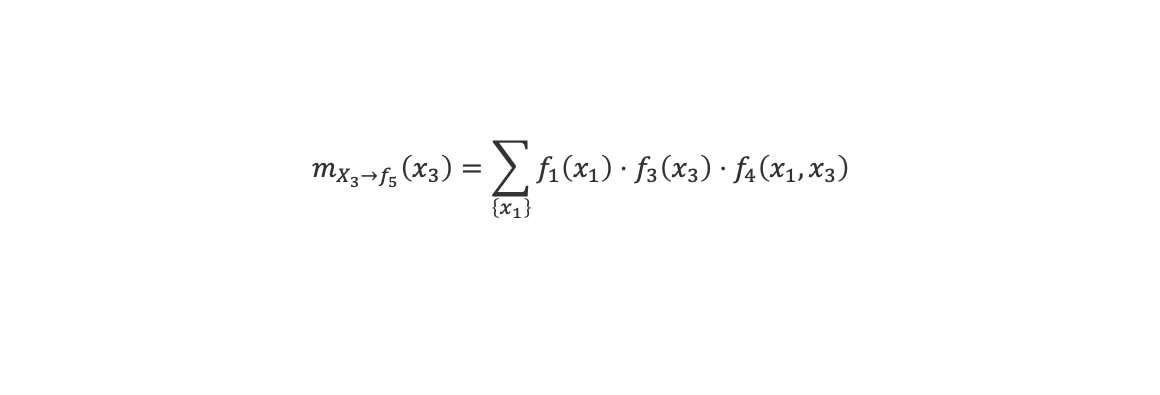 m_{X_3→f_5}(x_3) = ∑_{\{x_1\}} f_1(x_1) · f_3(x_3) · f_4(x_1, x_3)